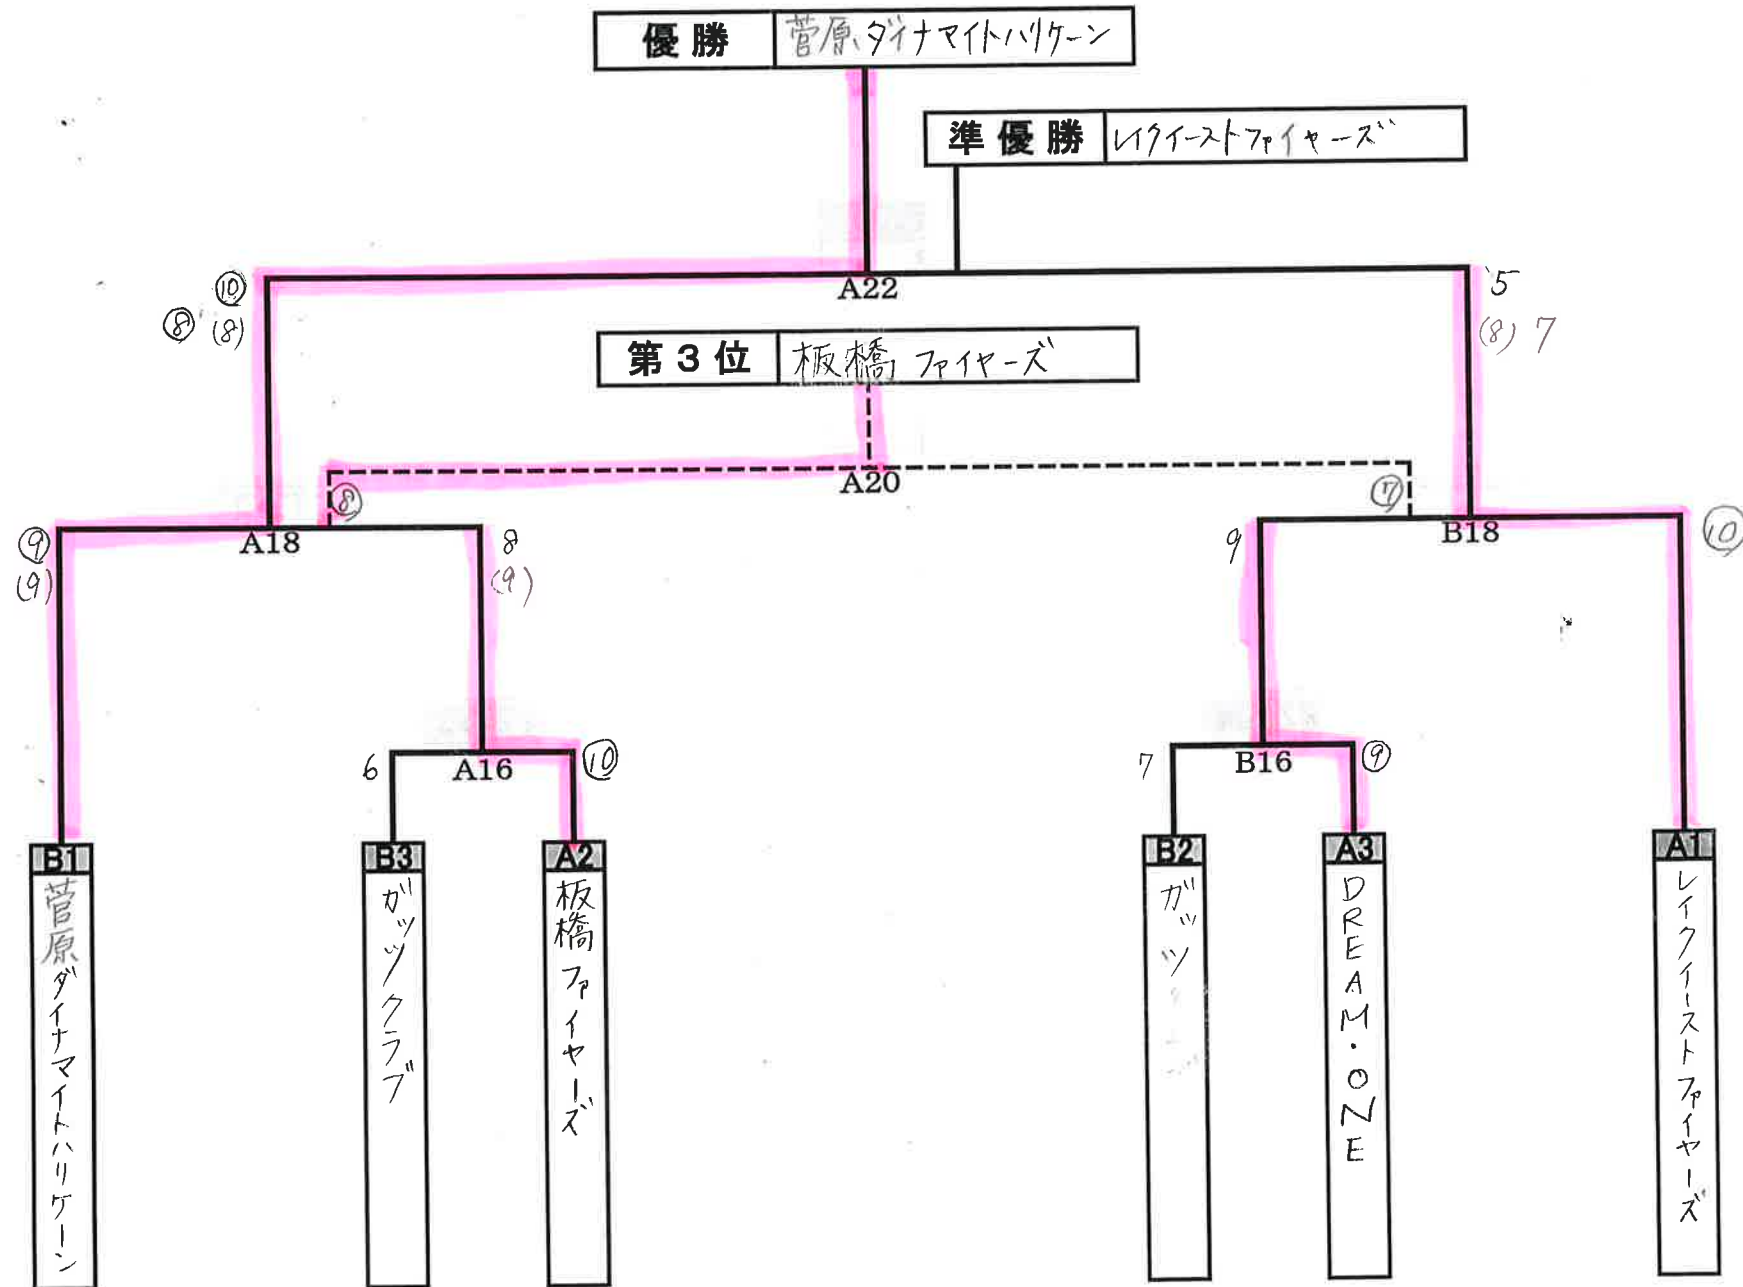 優勝 菅原ダイナマイトハリケーン
準優勝 レイクイーストファイヤーズ
⑩ A22 5
⑧ (8) (8) 7
第3位 板橋 ファイヤーズ
A20
⑧ ⑦
⑨ A18 8 9 B18 ⑩
(9) (9)
6 A16 ⑩ 7 B16 ⑨
B1 B3 A2 B2 A3 A1
菅原ダイナマイトハリケーン
ガッツクラブ
板橋ファイヤーズ
ガッツ
DREAM・ONE
レイクイーストファイヤーズ